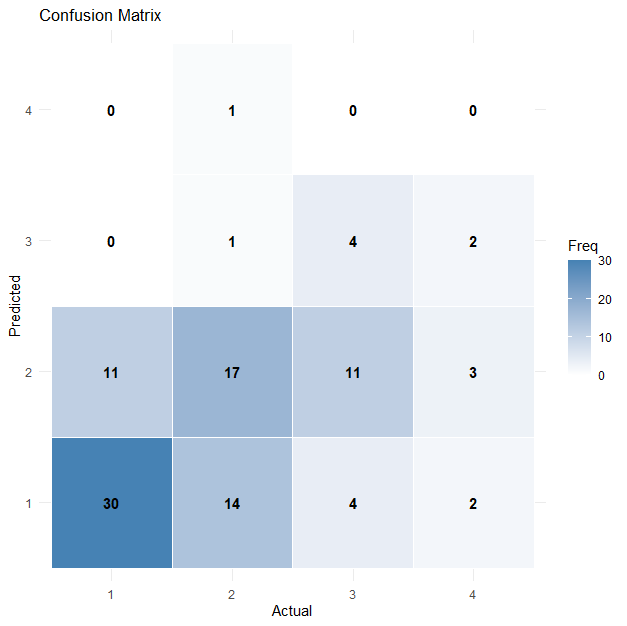 Confusion Matrix
4 0 1 0 0
3 0 1 4 2
2 11 17 11 3
1 30 14 4 2
1 2 3 4
Actual
Predicted
Freq
30
20
10
0